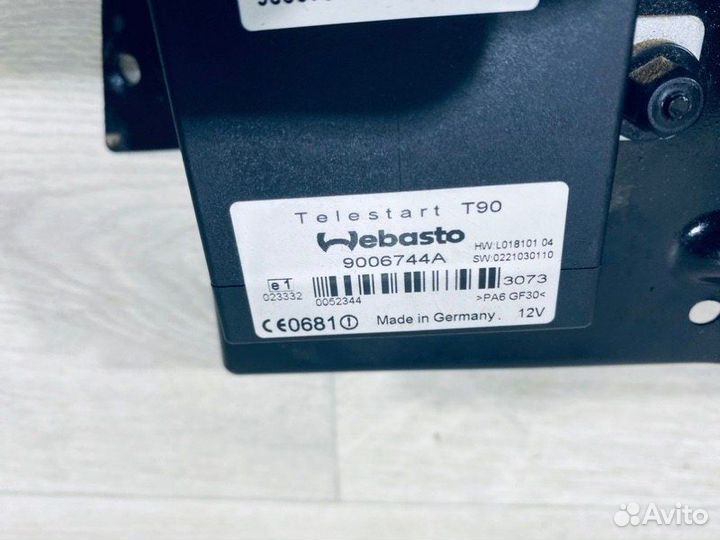 Telestart T90
Webasto
HW:L018101 04
9006744A
SW:0221030110
e1
3073
023332
0052344
>PA6 GF30<
CE0681
Made in Germany. 12V
Avito